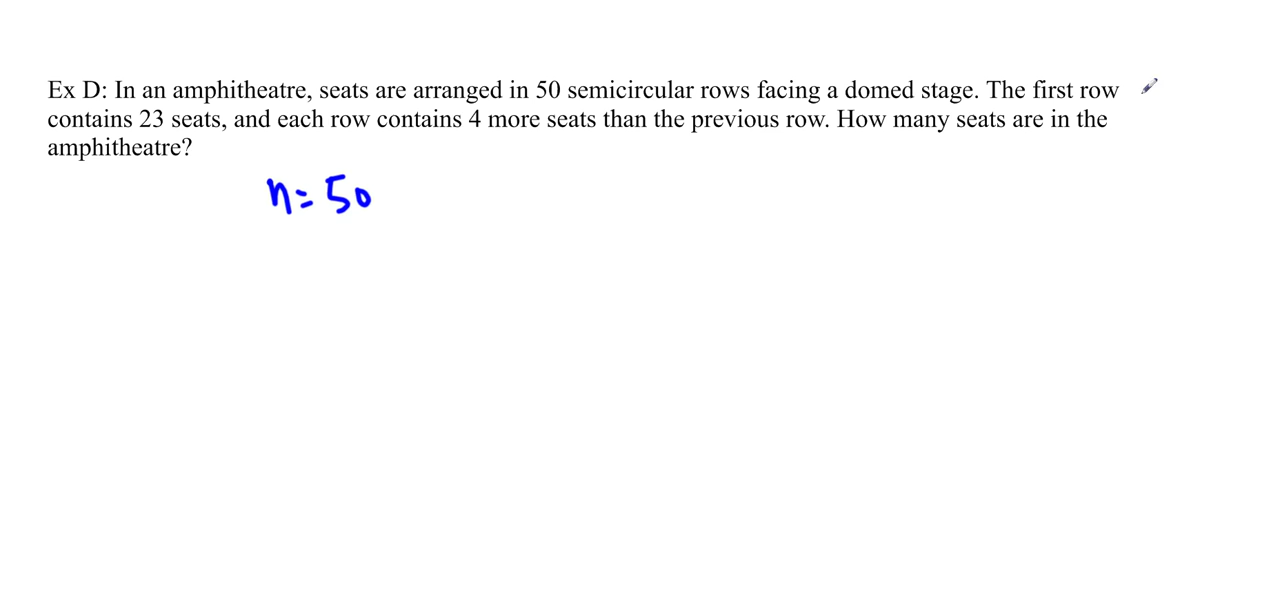 Ex D: In an amphitheatre, seats are arranged in 50 semicircular rows facing a domed stage. The first row
contains 23 seats, and each row contains 4 more seats than the previous row. How many seats are in the
amphitheatre?
n = 50